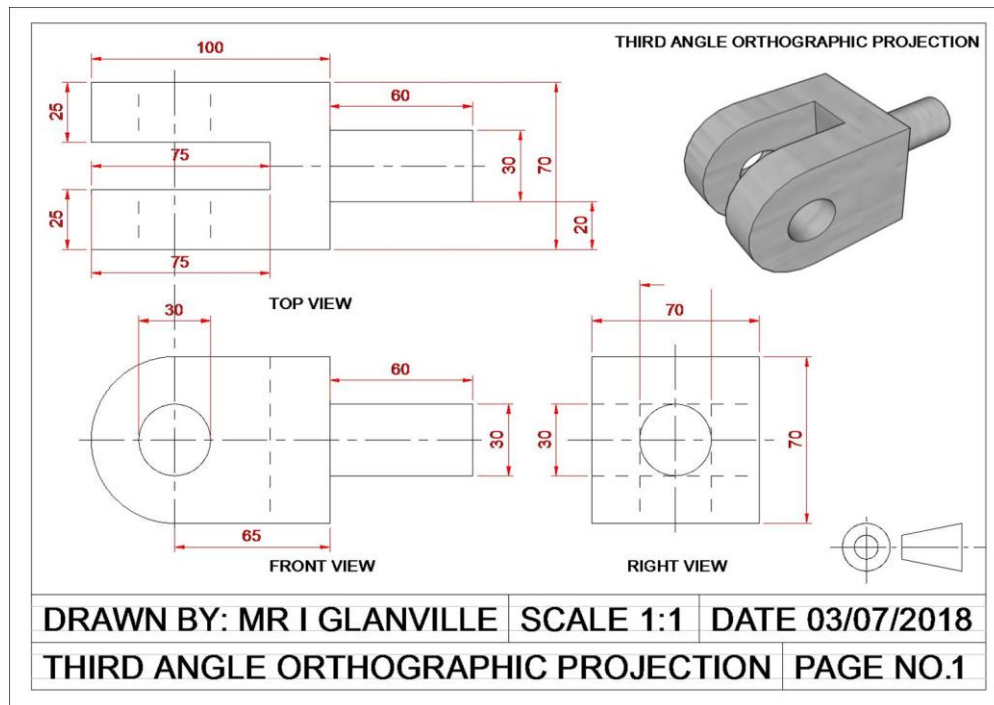 THIRD ANGLE ORTHOGRAPHIC PROJECTION
100
60
25
75
30
70
25
20
75
TOP VIEW
30
70
60
30
30
70
65
FRONT VIEW
RIGHT VIEW
DRAWN BY: MR I GLANVILLE SCALE 1:1 DATE 03/07/2018
THIRD ANGLE ORTHOGRAPHIC PROJECTION PAGE NO.1